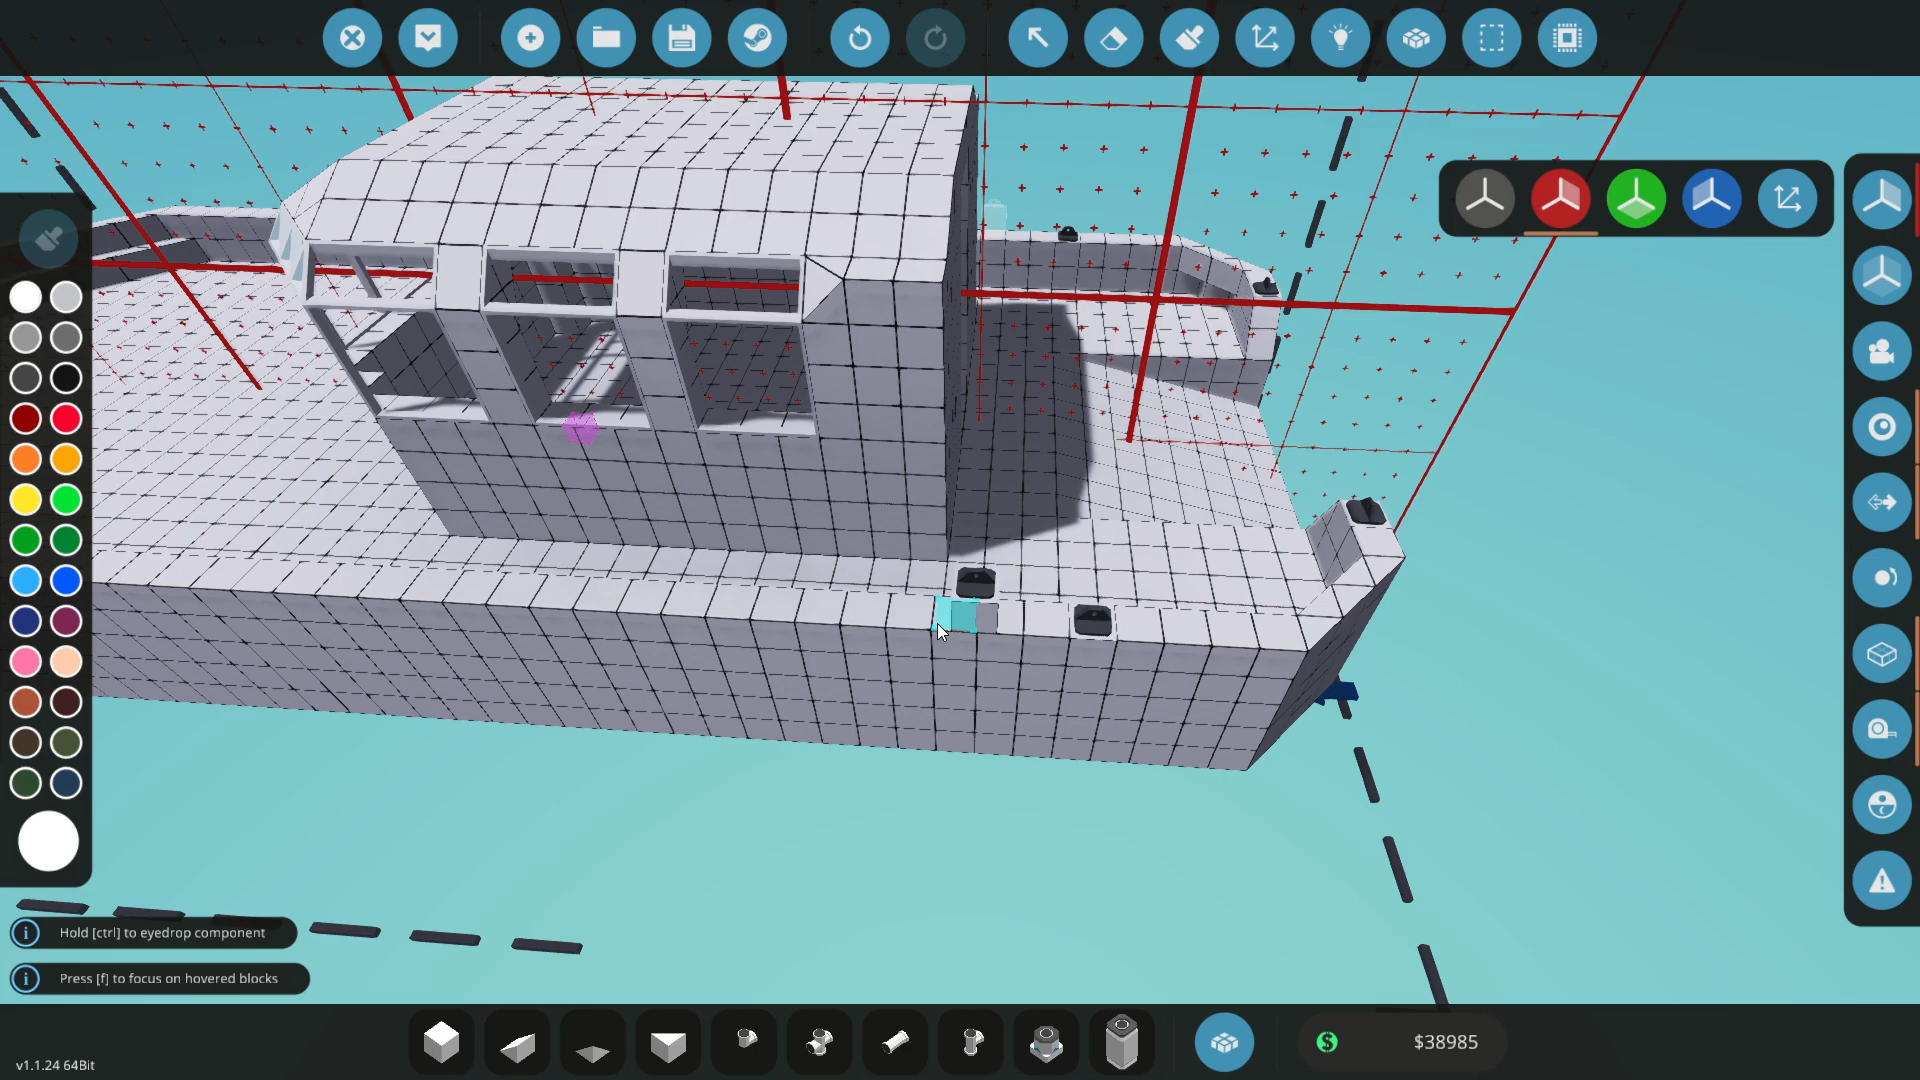 Hold [ctrl] to eyedrop component
Press [f] to focus on hovered blocks
$38985
v1.1.24 64Bit